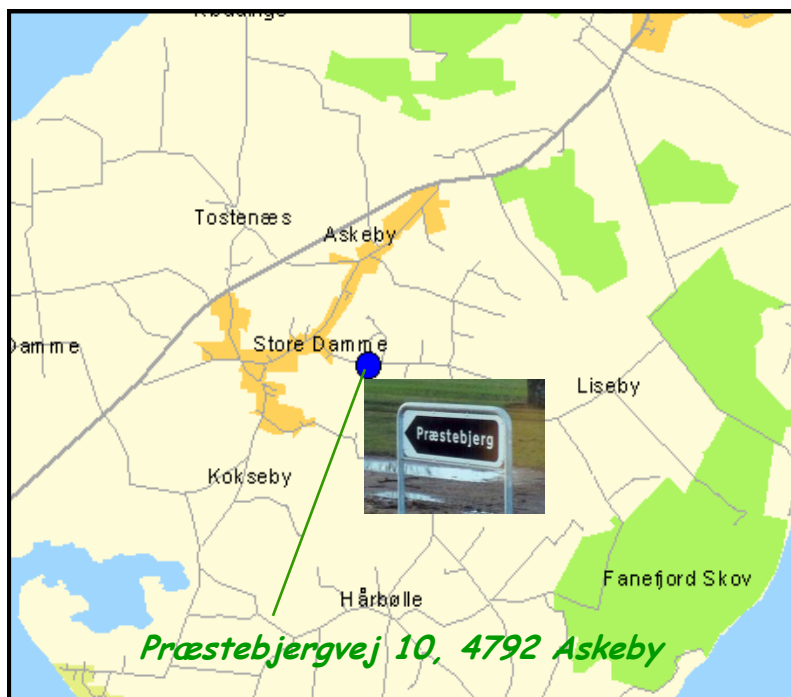 Tostenæs
Askeby
Damme
Store Damme
Liseby
Præstebjerg
Kokseby
Fanefjord Skov
Hårbølle
Præstebjergvej 10, 4792 Askeby